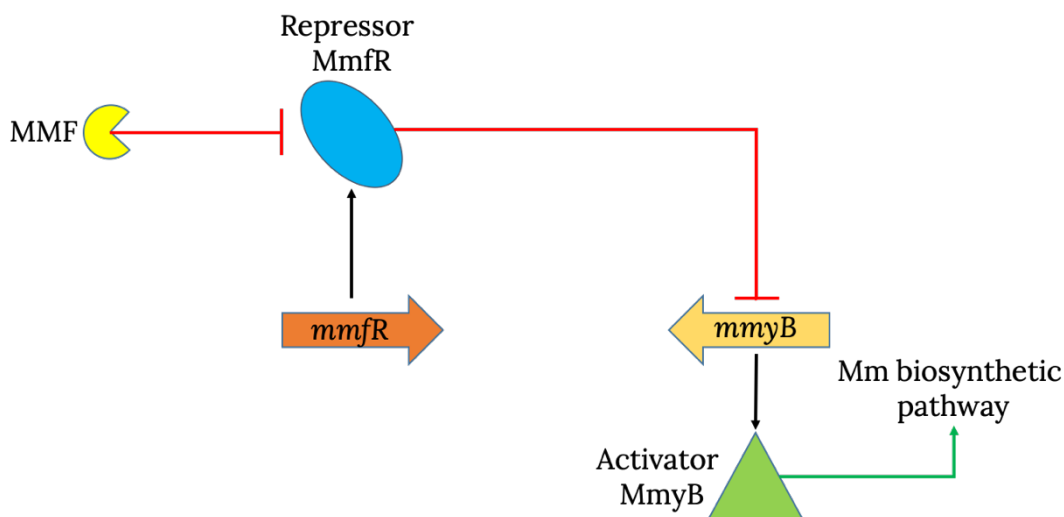 Repressor
MmfR
MMF
mmfR
mmyB
Mm biosynthetic
pathway
Activator
MmyB